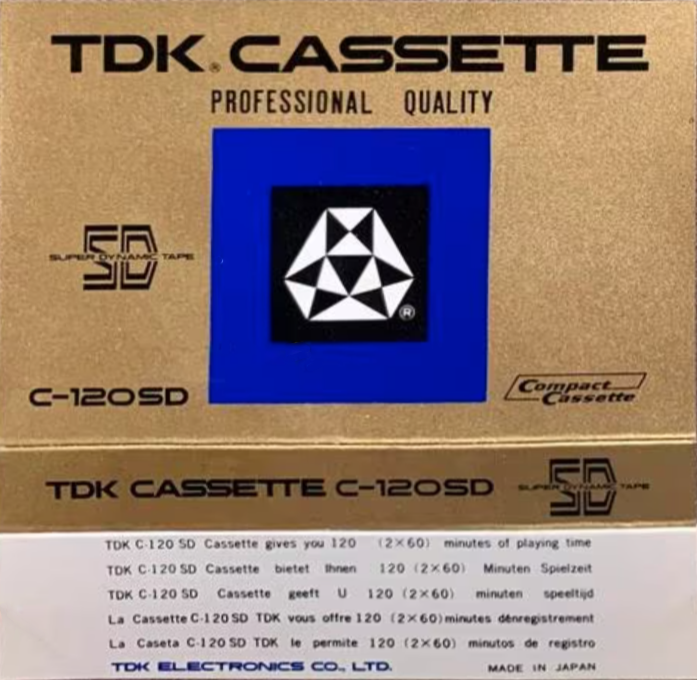 TDK® CASSETTE
PROFESSIONAL QUALITY
SD
SUPER DYNAMIC TAPE
®
C-120SD
Compact
Cassette
TDK CASSETTE C-120SD
SD
SUPER DYNAMIC TAPE
TDK C-120 SD Cassette gives you 120 (2×60) minutes of playing time
TDK C-120 SD Cassette bietet Ihnen 120 (2×60) Minuten Spielzeit
TDK C-120 SD Cassette geeft U 120 (2×60) minuten speeltijd
La Cassette C-120 SD TDK vous offre 120 (2×60) minutes dénregistrement
La Caseta C-120 SD TDK le permite 120 (2×60) minutos de registro
TDK ELECTRONICS CO., LTD. MADE IN JAPAN